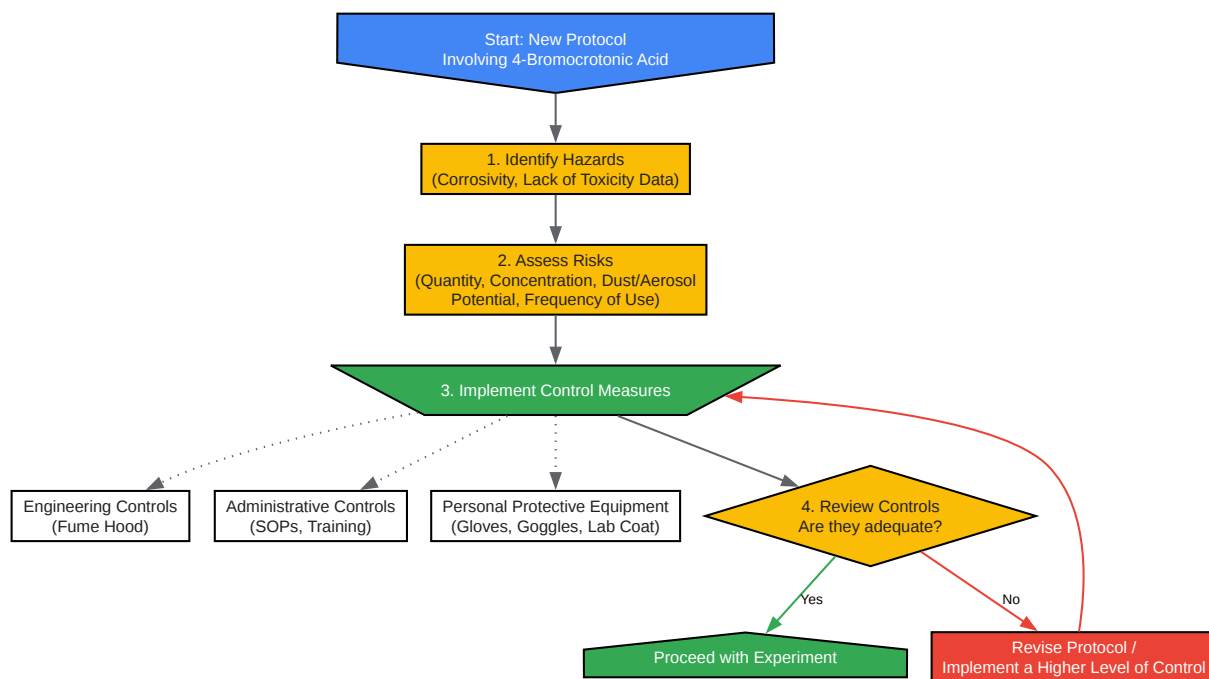 Start: New Protocol
Involving 4-Bromocrotonic Acid
1. Identify Hazards
(Corrosivity, Lack of Toxicity Data)
2. Assess Risks
(Quantity, Concentration, Dust/Aerosol
Potential, Frequency of Use)
3. Implement Control Measures
Engineering Controls
(Fume Hood)
Administrative Controls
(SOPs, Training)
Personal Protective Equipment
(Gloves, Goggles, Lab Coat)
4. Review Controls
Are they adequate?
Yes
No
Proceed with Experiment
Revise Protocol /
Implement a Higher Level of Control